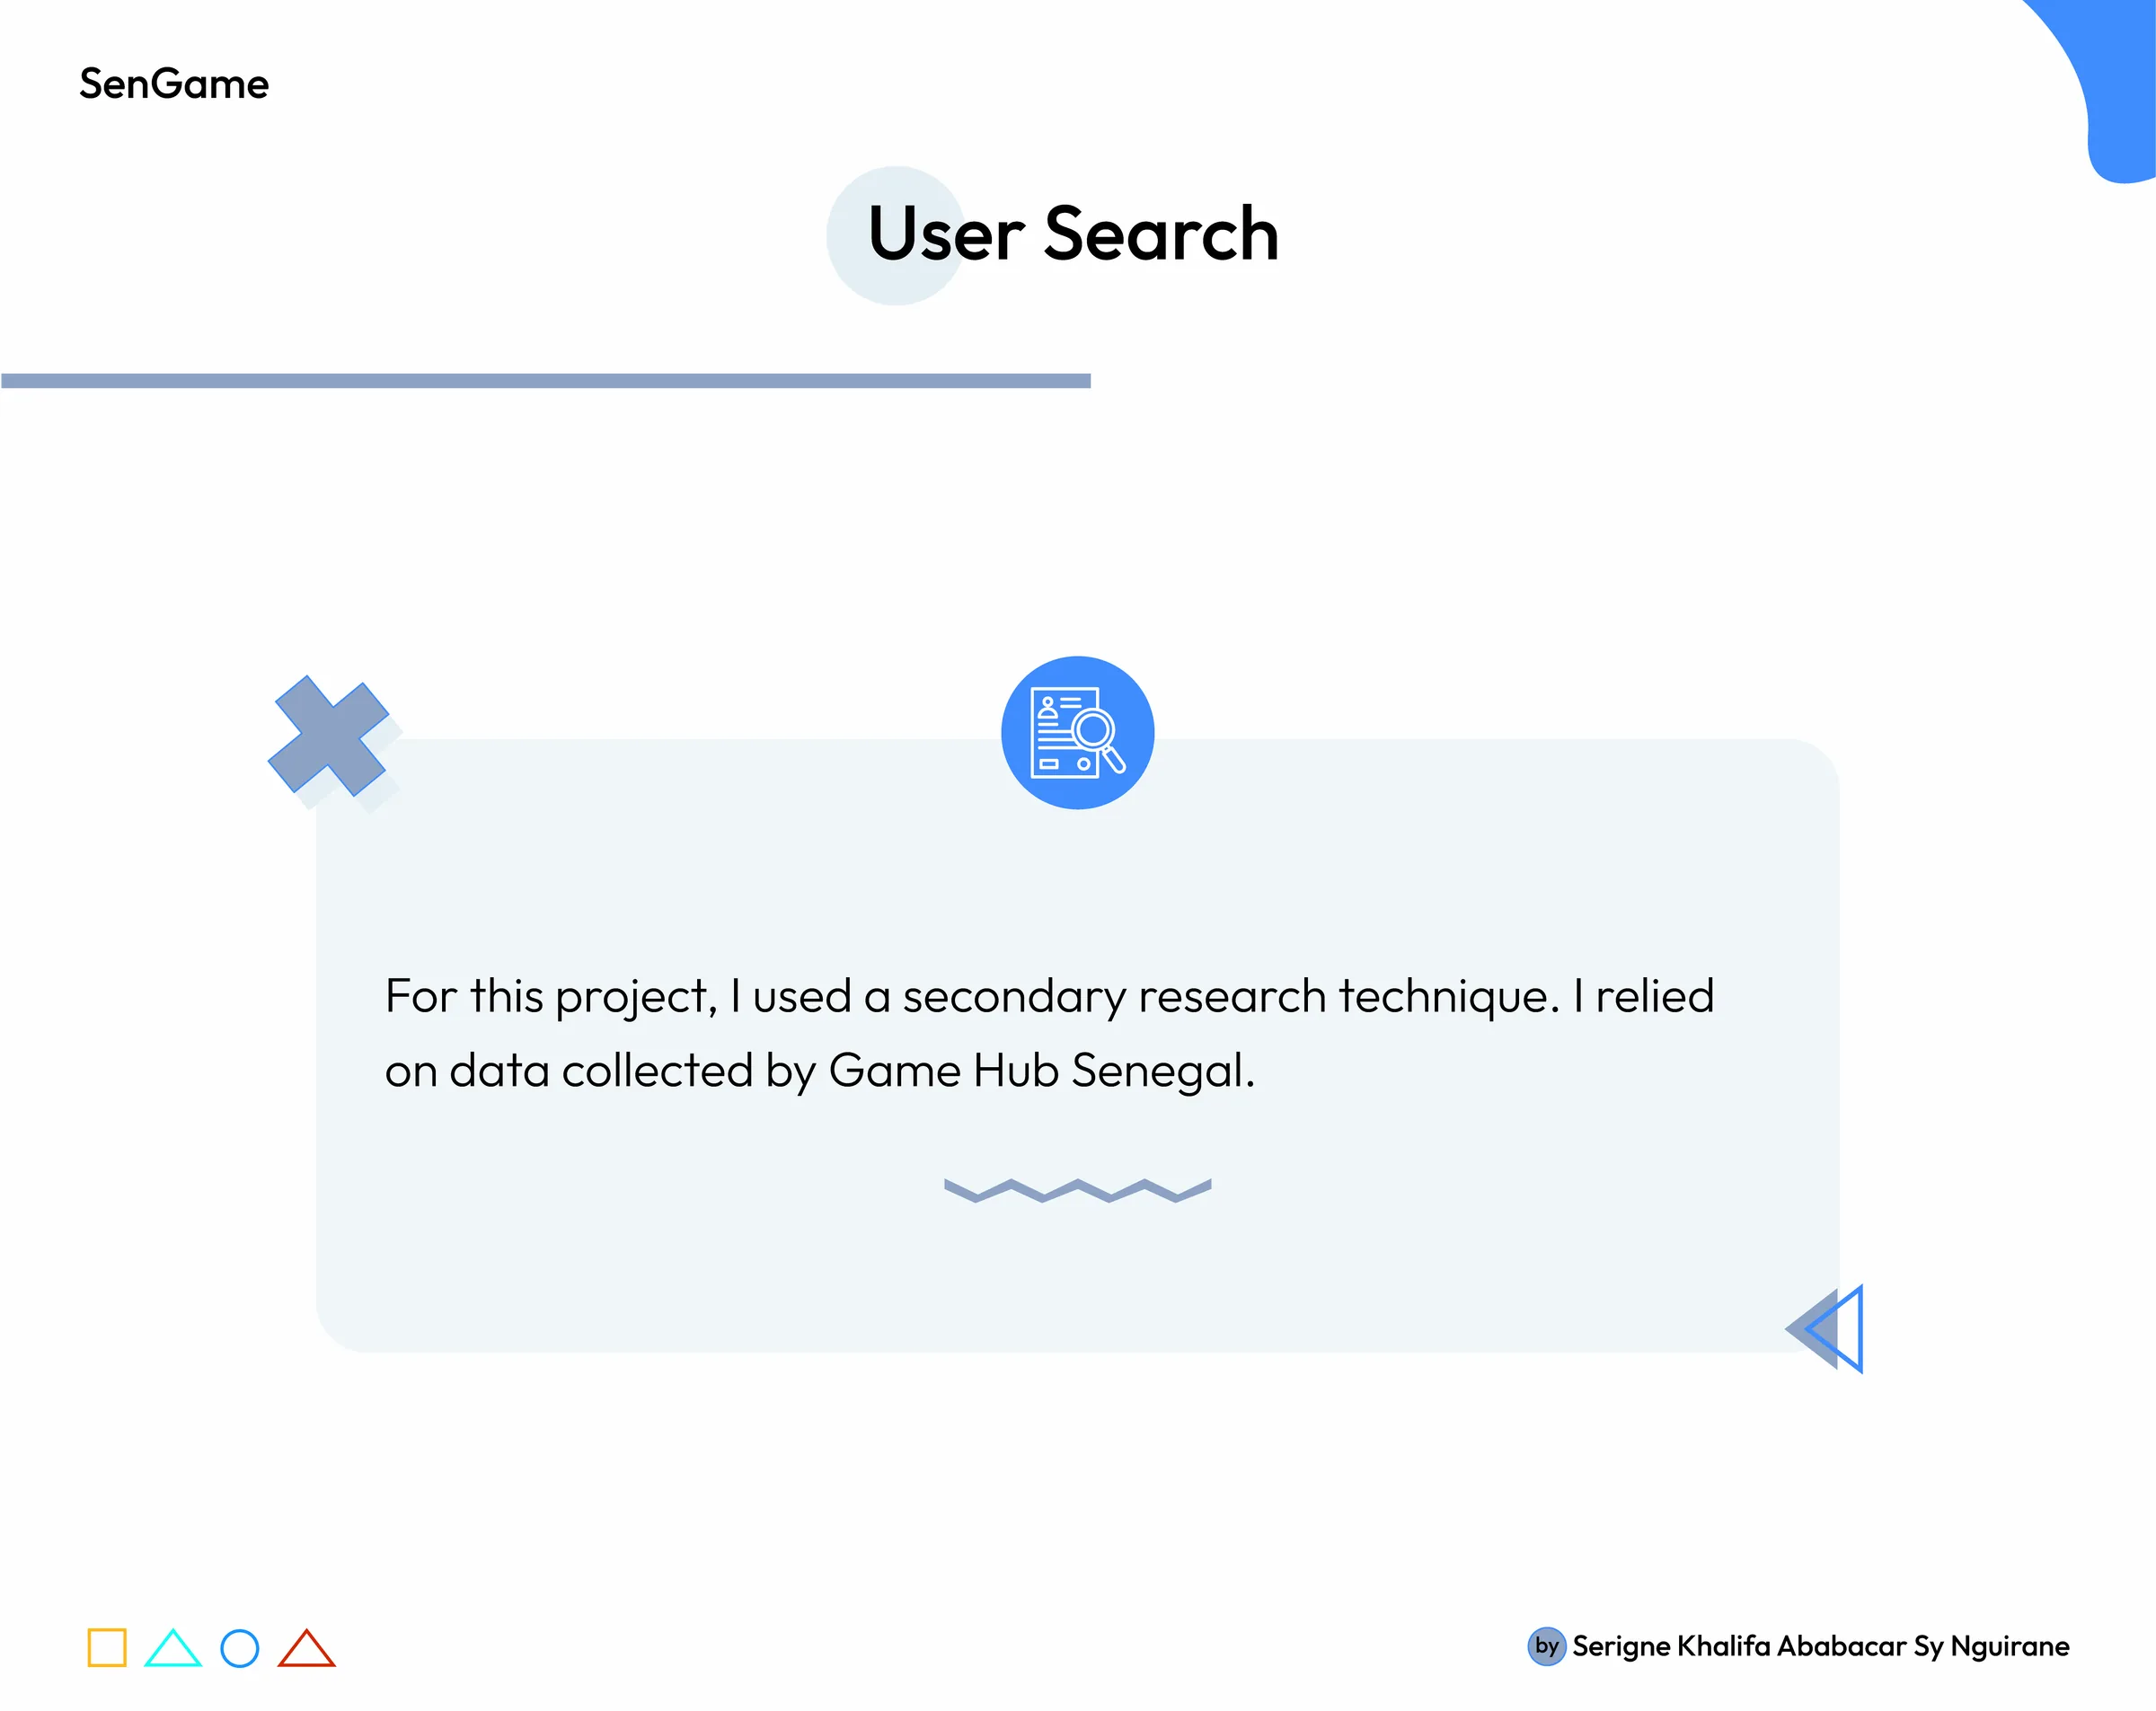 SenGame
User Search
For this project, I used a secondary research technique. I relied
on data collected by Game Hub Senegal.
by Serigne Khalifa Ababacar Sy Nguirane